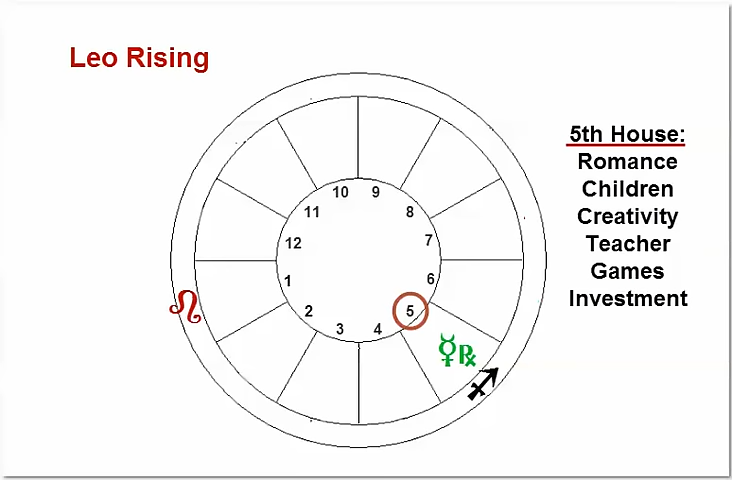 Leo Rising
5th House:
Romance
Children
Creativity
Teacher
Games
Investment
10 9
11 8
12 7
1 6
2 5
3 4
♌
☿℞
♐